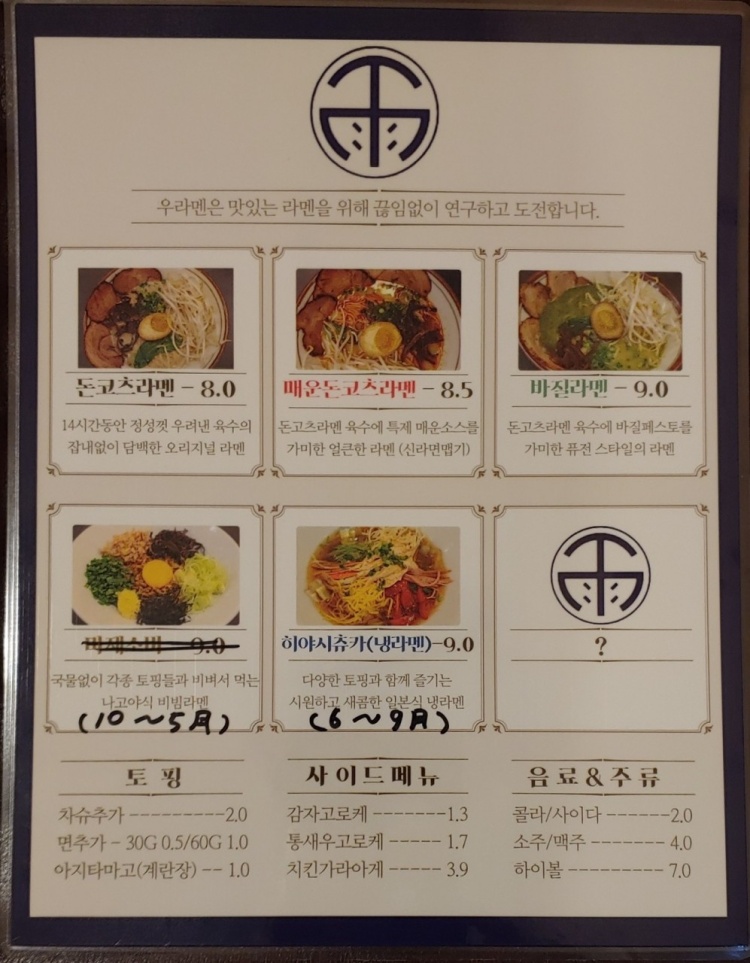 우라멘은 맛있는 라멘을 위해 끊임없이 연구하고 도전합니다.
돈코츠라멘 - 8.0
14시간동안 정성껏 우려낸 육수의
잡내없이 담백한 오리지널 라멘
매운돈코츠라멘 - 8.5
돈코츠라멘 육수에 특제 매운소스를
가미한 얼큰한 라멘 (신라면맵기)
바질라멘 - 9.0
돈코츠라멘 육수에 바질페스토를
가미한 퓨전 스타일의 라멘
마제소바 - 9.0
국물없이 각종 토핑들과 비벼서 먹는
나고야식 비빔라멘
(10~5月)
히야시츄카(냉라멘)-9.0
다양한 토핑과 함께 즐기는
시원하고 새콤한 일본식 냉라멘
(6~9月)
?
토 핑
차슈추가 ----------2.0
면추가 - 30G 0.5/60G 1.0
아지타마고(계란장) -- 1.0
사이드메뉴
감자고로케 --------1.3
통새우고로케 ----- 1.7
치킨가라아게 ----- 3.9
음료&주류
콜라/사이다 ------2.0
소주/맥주 -------- 4.0
하이볼 ---------- 7.0